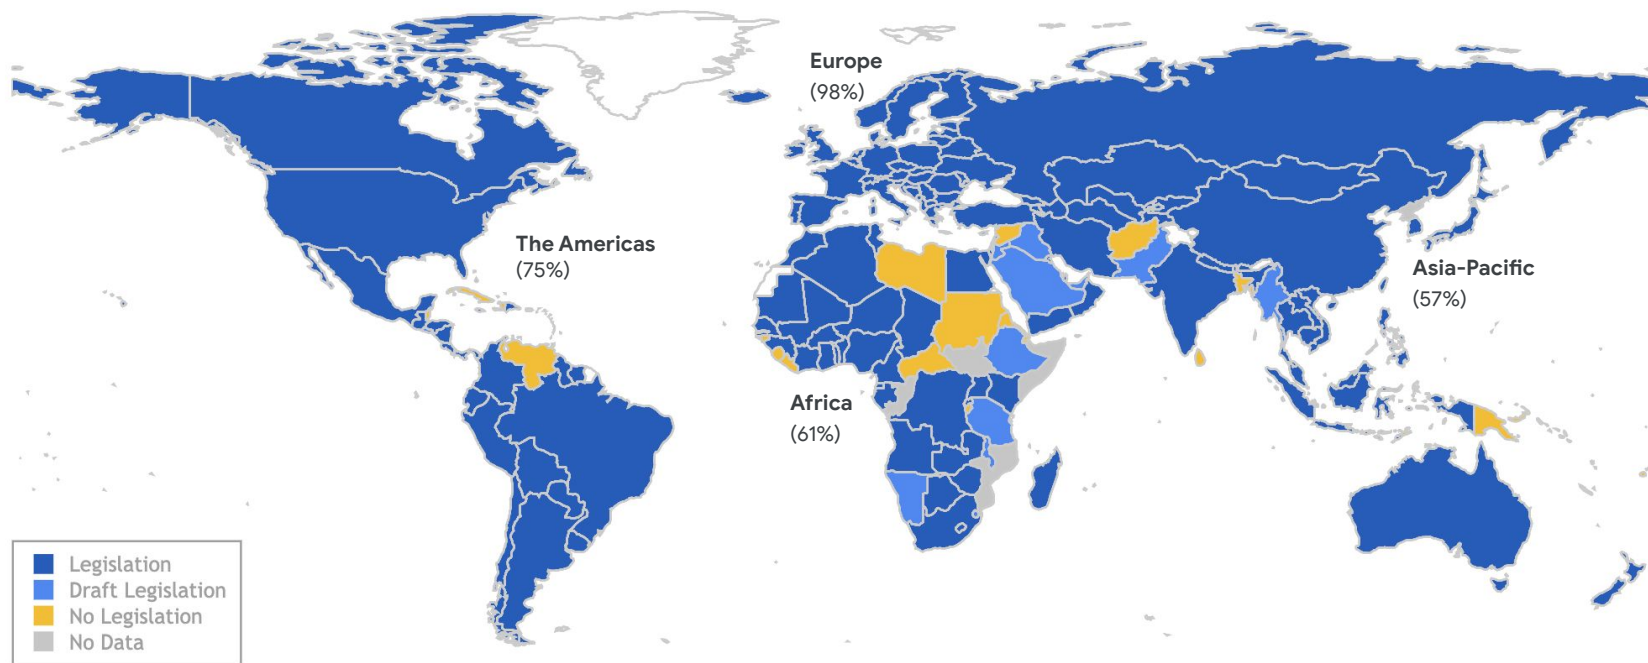 Europe
(98%)
The Americas
(75%)
Asia-Pacific
(57%)
Africa
(61%)
Legislation
Draft Legislation
No Legislation
No Data